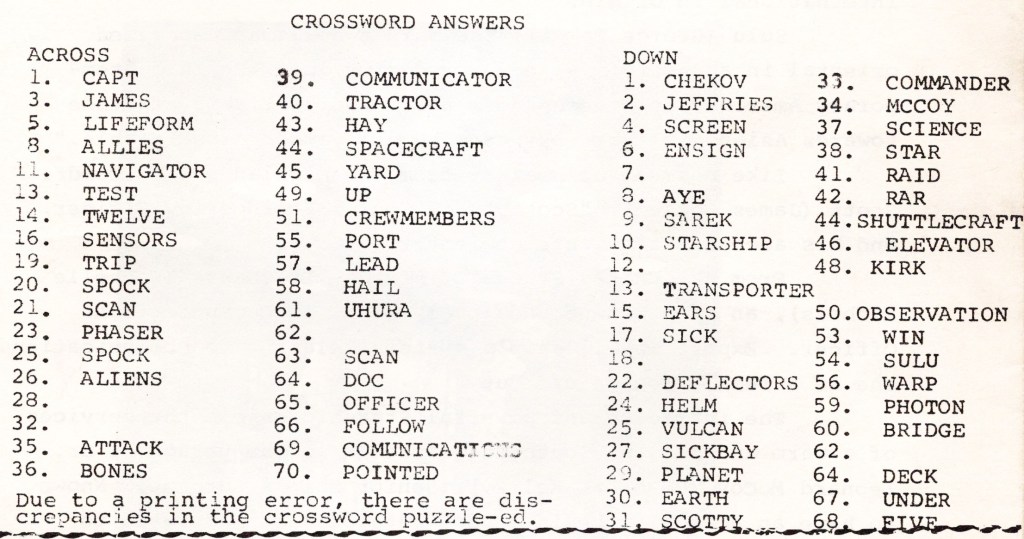 CROSSWORD ANSWERS
ACROSS
1. CAPT
3. JAMES
5. LIFEFORM
8. ALLIES
11. NAVIGATOR
13. TEST
14. TWELVE
16. SENSORS
19. TRIP
20. SPOCK
21. SCAN
23. PHASER
25. SPOCK
26. ALIENS
28.
32.
35. ATTACK
36. BONES
39. COMMUNICATOR
40. TRACTOR
43. HAY
44. SPACECRAFT
45. YARD
49. UP
51. CREWMEMBERS
55. PORT
57. LEAD
58. HAIL
61. UHURA
62.
63. SCAN
64. DOC
65. OFFICER
66. FOLLOW
69. COMUNICATIONS
70. POINTED
DOWN
1. CHEKOV
2. JEFFRIES
4. SCREEN
6. ENSIGN
7.
8. AYE
9. SAREK
10. STARSHIP
12.
13. TRANSPORTER
15. EARS
17. SICK
18.
22. DEFLECTORS
24. HELM
25. VULCAN
27. SICKBAY
29. PLANET
30. EARTH
31. SCOTTY
33. COMMANDER
34. MCCOY
37. SCIENCE
38. STAR
41. RAID
42. RAR
44. SHUTTLECRAFT
46. ELEVATOR
48. KIRK
50. OBSERVATION
53. WIN
54. SULU
56. WARP
59. PHOTON
60. BRIDGE
62.
64. DECK
67. UNDER
68. FIVE
Due to a printing error, there are dis-
crepancies in the crossword puzzle-ed.